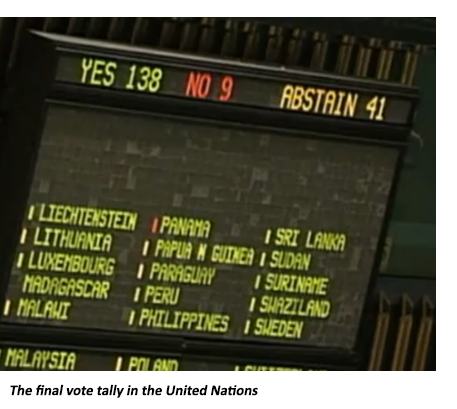 YES 138 NO 9 ABSTAIN 41
LIECHTENSTEIN PANAMA SRI LANKA
LITHUANIA PAPUA N GUINEA SUDAN
LUXEMBOURG PARAGUAY SURINAME
MADAGASCAR PERU SWAZILAND
MALAWI PHILIPPINES SWEDEN
MALAYSIA POLAND
The final vote tally in the United Nations